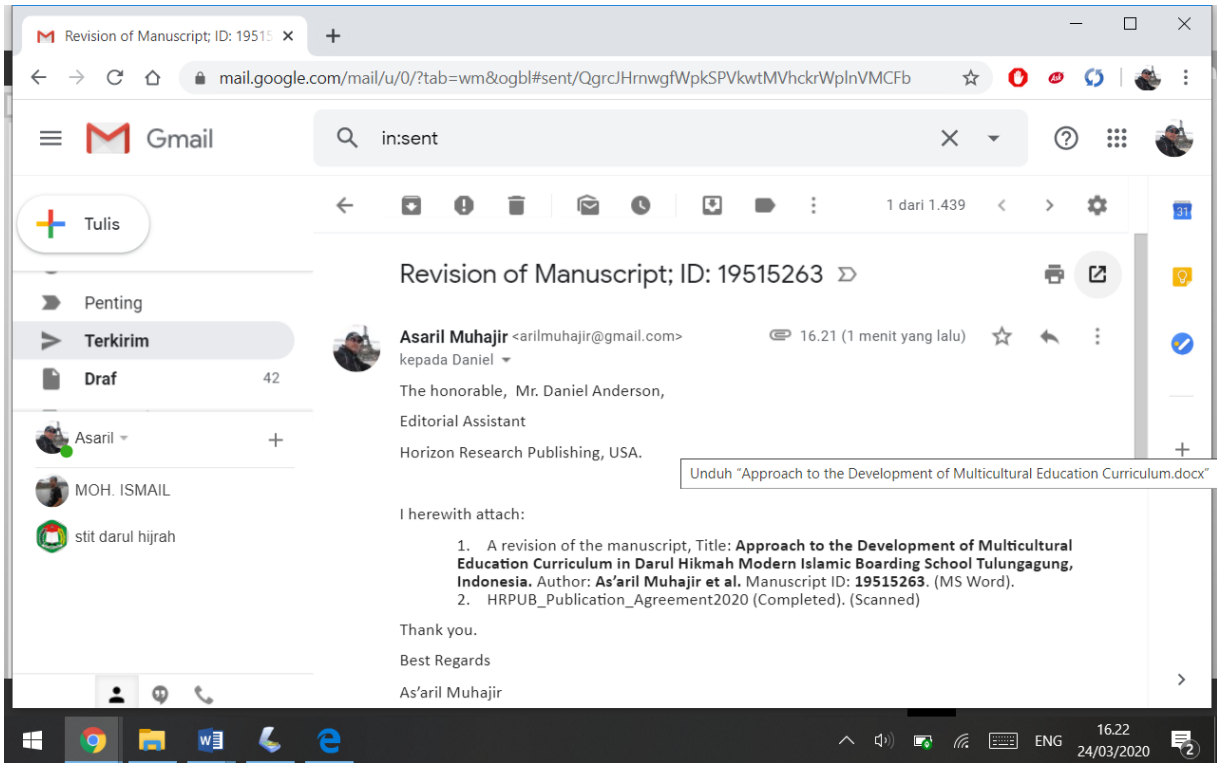 Revision of Manuscript; ID: 1951
mail.google.com/mail/u/0/?tab=wm&ogbl#sent/QgrcJHrnwgfWpkSPVkwtMVhckrWplnVMCFb
Gmail
in:sent
Tulis
1 dari 1.439
31
Revision of Manuscript; ID: 19515263
Penting
Terkirim
Draf 42
Asaril Muhajir <arilmuhajir@gmail.com> 16.21 (1 menit yang lalu)
kepada Daniel
The honorable, Mr. Daniel Anderson,
Editorial Assistant
Horizon Research Publishing, USA.
Unduh "Approach to the Development of Multicultural Education Curriculum.docx"
Asaril
MOH. ISMAIL
stit darul hijrah
I herewith attach:
1. A revision of the manuscript, Title: Approach to the Development of Multicultural
Education Curriculum in Darul Hikmah Modern Islamic Boarding School Tulungagung,
Indonesia. Author: As'aril Muhajir et al. Manuscript ID: 19515263. (MS Word).
2. HRPUB_Publication_Agreement2020 (Completed). (Scanned)
Thank you.
Best Regards
As'aril Muhajir
ENG
16.22
24/03/2020
2